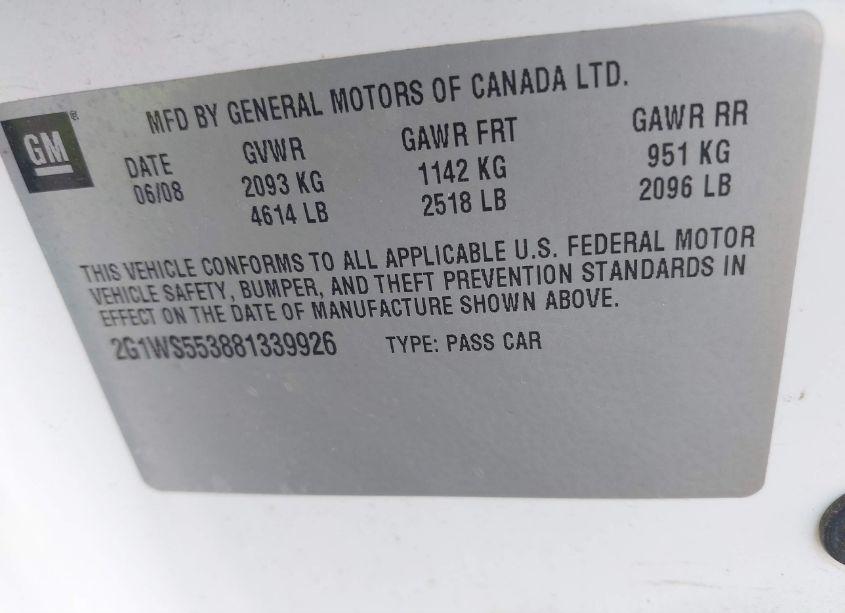 MFD BY GENERAL MOTORS OF CANADA LTD.
GM®
DATE GVWR GAWR FRT GAWR RR
06/08 2093 KG 1142 KG 951 KG
4614 LB 2518 LB 2096 LB
THIS VEHICLE CONFORMS TO ALL APPLICABLE U.S. FEDERAL MOTOR
VEHICLE SAFETY, BUMPER, AND THEFT PREVENTION STANDARDS IN
EFFECT ON THE DATE OF MANUFACTURE SHOWN ABOVE.
2G1WS553881339926 TYPE: PASS CAR